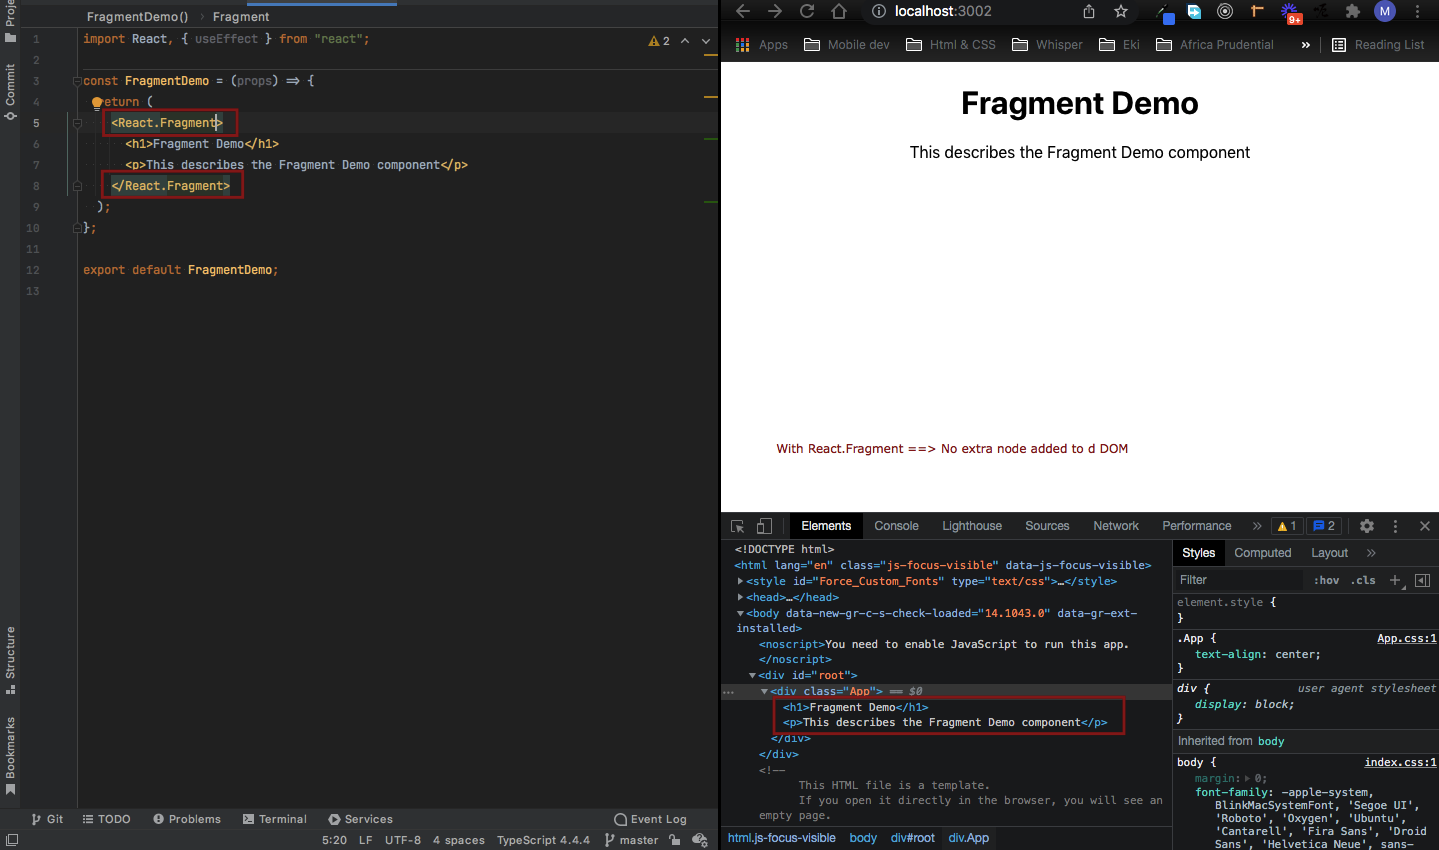 FragmentDemo() › Fragment
Proje
Commit
Structure
Bookmarks
1 import React, { useEffect } from "react";
2
3 const FragmentDemo = (props) => {
4 return (
5 <React.Fragment>
6 <h1>Fragment Demo</h1>
7 <p>This describes the Fragment Demo component</p>
8 </React.Fragment>
9 );
10 };
11
12 export default FragmentDemo;
13
2
Git TODO Problems Terminal Services Event Log
5:20 LF UTF-8 4 spaces TypeScript 4.4.4 master
localhost:3002 9+ M
Apps Mobile dev Html & CSS Whisper Eki Africa Prudential » Reading List
Fragment Demo
This describes the Fragment Demo component
With React.Fragment ==> No extra node added to d DOM
Elements Console Lighthouse Sources Network Performance » 1 2
<!DOCTYPE html>
<html lang="en" class="js-focus-visible" data-js-focus-visible>
<style id="Force_Custom_Fonts" type="text/css">…</style>
<head>…</head>
<body data-new-gr-c-s-check-loaded="14.1043.0" data-gr-ext-
installed>
<noscript>You need to enable JavaScript to run this app.
</noscript>
<div id="root">
<div class="App"> == $0
<h1>Fragment Demo</h1>
<p>This describes the Fragment Demo component</p>
</div>
</div>
<!--
This HTML file is a template.
If you open it directly in the browser, you will see an
empty page.
html.js-focus-visible body div#root div.App
Styles Computed Layout »
Filter :hov .cls +
element.style {
}
.App { App.css:1
text-align: center;
}
div { user agent stylesheet
display: block;
}
Inherited from body
body { index.css:1
margin: 0;
font-family: -apple-system,
BlinkMacSystemFont, 'Segoe UI',
'Roboto', 'Oxygen', 'Ubuntu',
'Cantarell', 'Fira Sans', 'Droid
Sans', 'Helvetica Neue', sans-